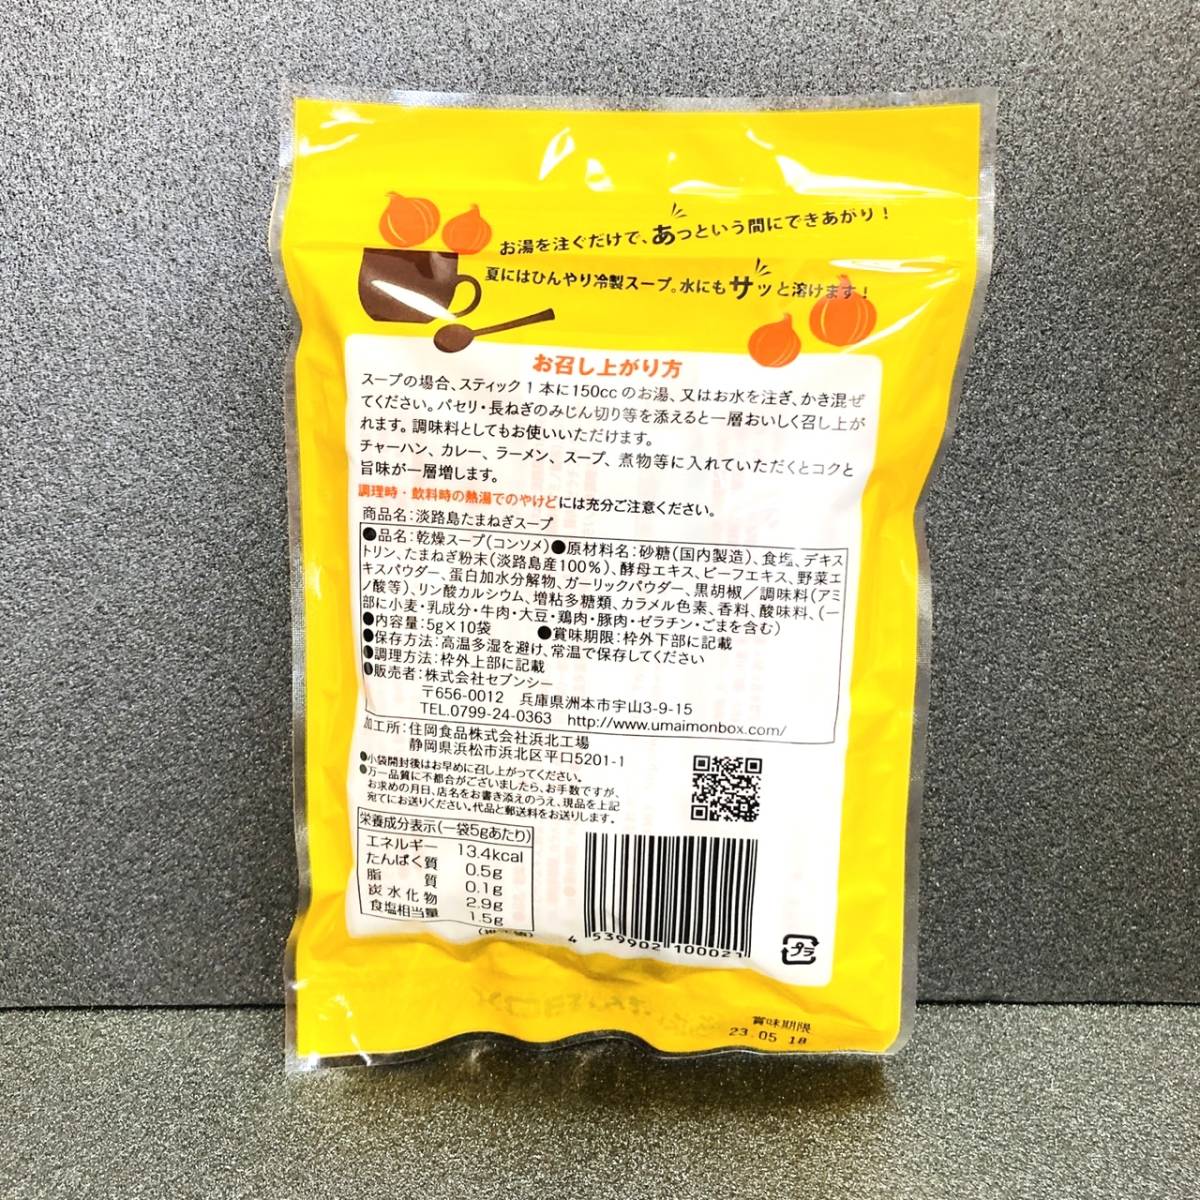 お湯を注ぐだけで、あっという間にできあがり！
夏にはひんやり冷製スープ。水にもサッと溶けます！
お召し上がり方
スープの場合、スティック1本に150ccのお湯、又はお水を注ぎ、かき混ぜ
てください。パセリ・長ねぎのみじん切り等を添えると一層おいしく召し上が
れます。調味料としてもお使いいただけます。
チャーハン、カレー、ラーメン、スープ、煮物等に入れていただくとコクと
旨味が一層増します。
調理時・飲料時の熱湯でのやけどには充分ご注意ください。
商品名：淡路島たまねぎスープ
●品名：乾燥スープ（コンソメ）●原材料名：砂糖（国内製造）、食塩、デキス
トリン、たまねぎ粉末（淡路島産100%）、酵母エキス、ビーフエキス、野菜エ
キスパウダー、蛋白加水分解物、ガーリックパウダー、黒胡椒／調味料（アミ
ノ酸等）、リン酸カルシウム、増粘多糖類、カラメル色素、香料、酸味料、（一
部に小麦・乳成分・牛肉・大豆・鶏肉・豚肉・ゼラチン・ごまを含む）
●内容量：5g×10袋 ●賞味期限：枠外下部に記載
●保存方法：高温多湿を避け、常温で保存してください
●調理方法：枠外上部に記載
●販売者：株式会社セブンシー
〒656-0012 兵庫県洲本市宇山3-9-15
TEL.0799-24-0363 http://www.umaimonbox.com/
加工所：住岡食品株式会社浜北工場
静岡県浜松市浜北区平口5201-1
●小袋開封後はお早めに召し上がってください。
●万一品質に不都合がございましたら、お手数ですが、
お求めの月日、店名をお書き添えのうえ、現品を上記
宛てにお送りください。代品と郵送料をお送りします。
栄養成分表示（一袋5gあたり）
エネルギー 13.4kcal
たんぱく質 0.5g
脂質 0.1g
炭水化物 2.9g
食塩相当量 1.5g
4 539902 100021
プラ
賞味期限
23.05 18